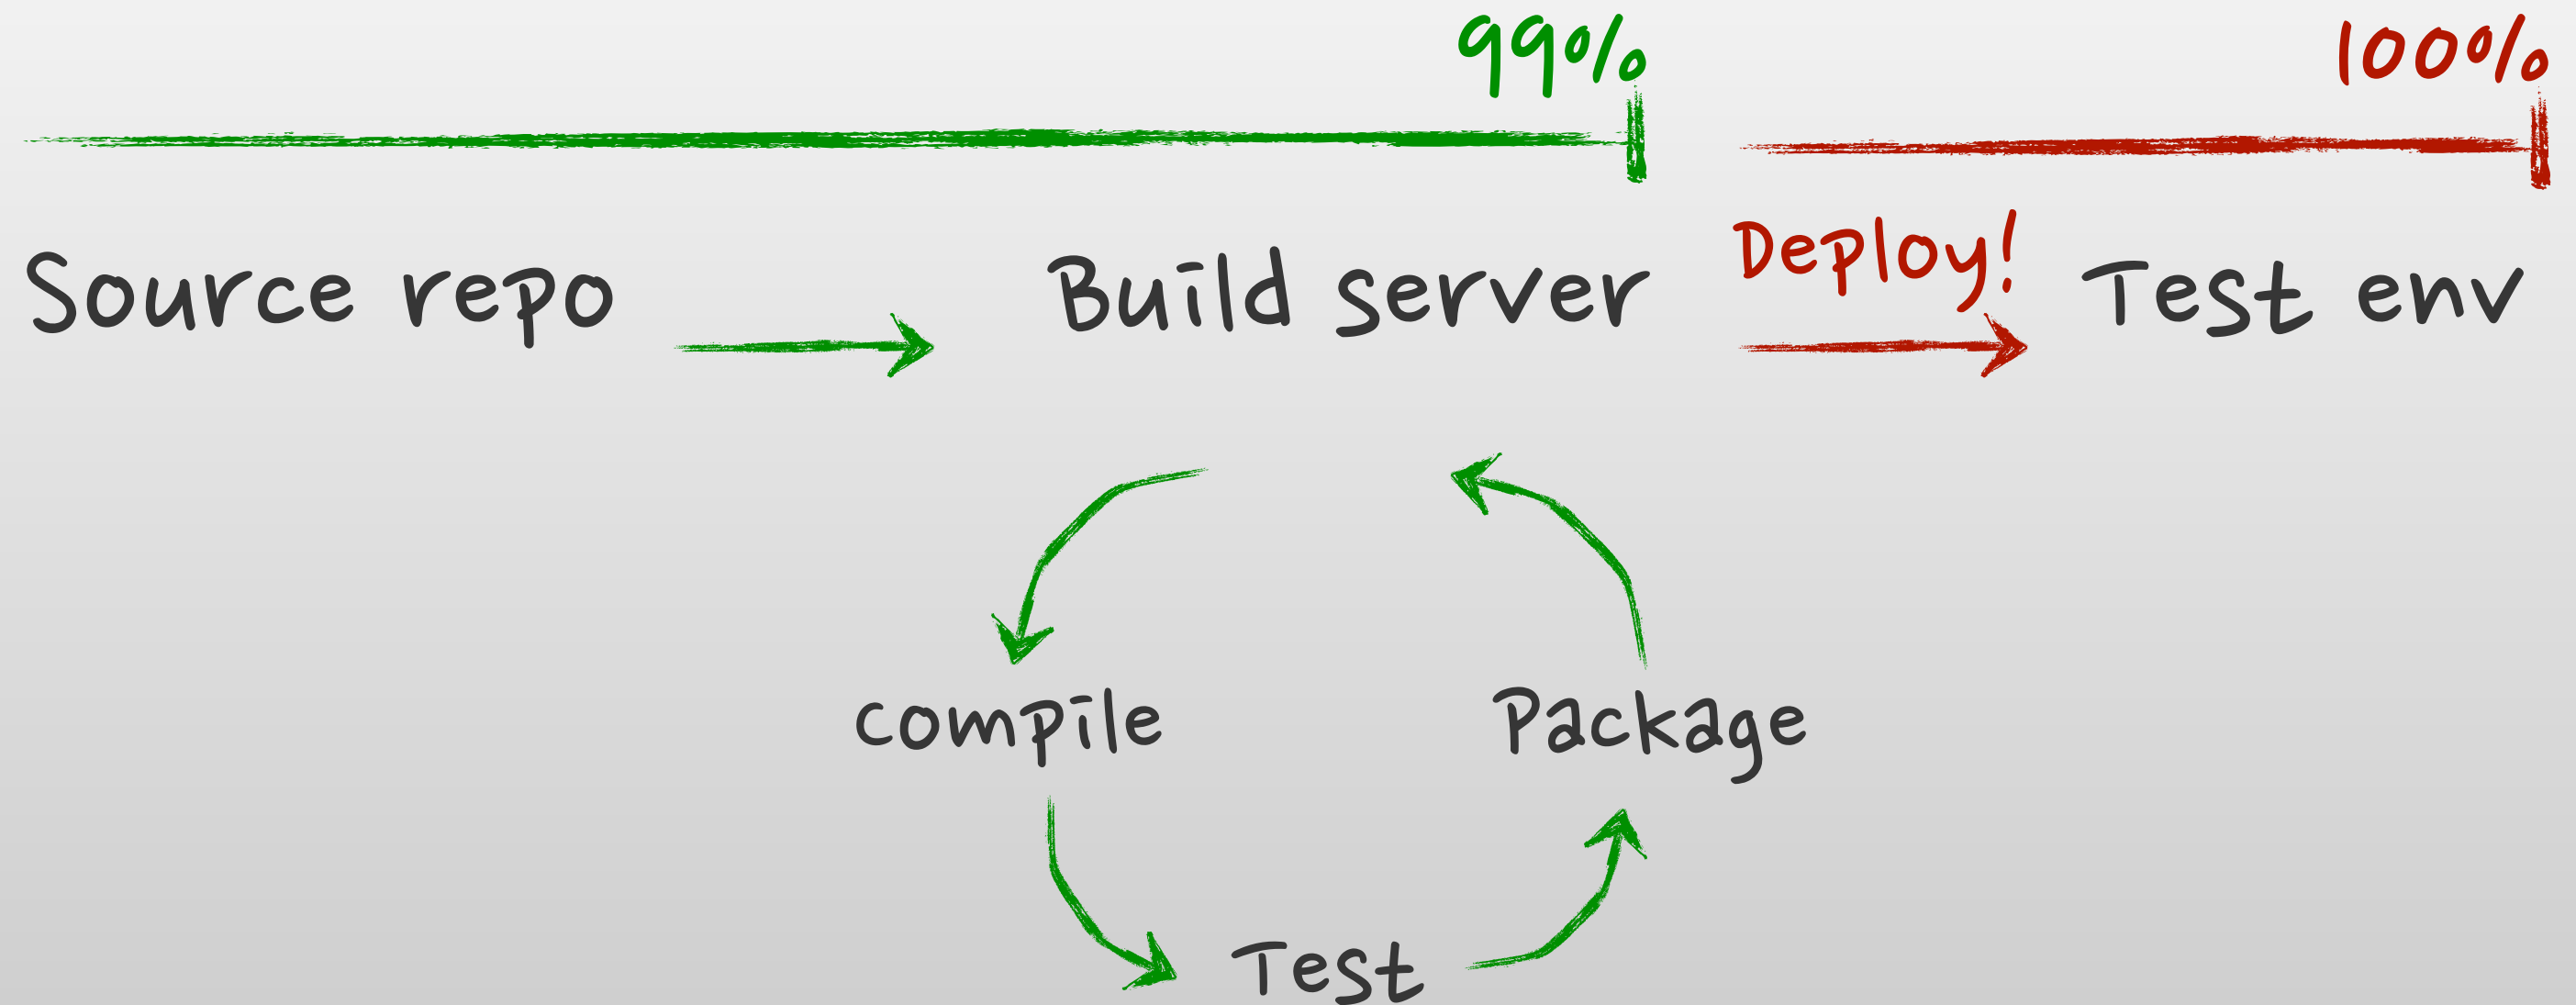 99%
100%
Source repo
Build server
Deploy!
Test env
Compile
Package
Test